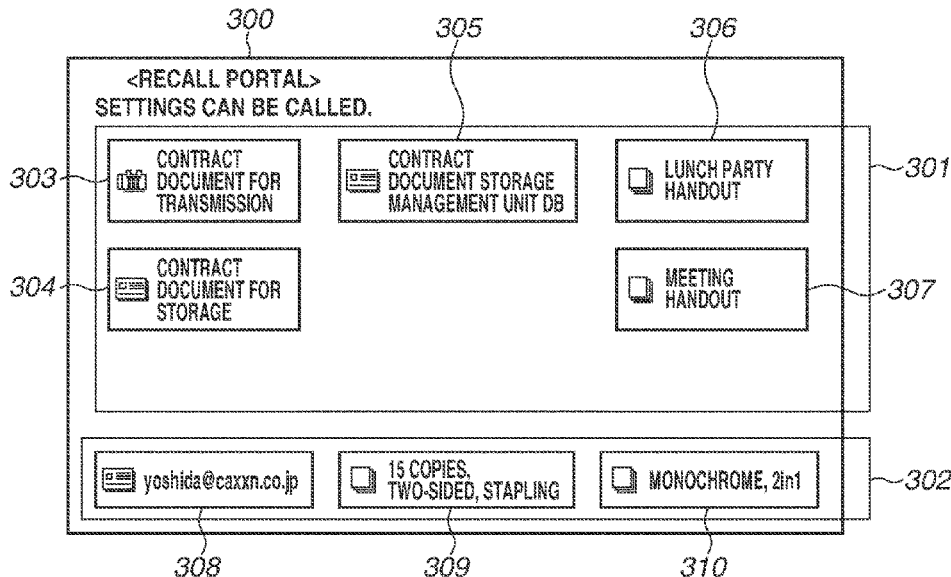 300
305
306
<RECALL PORTAL>
SETTINGS CAN BE CALLED.
303
CONTRACT
DOCUMENT FOR
TRANSMISSION
CONTRACT
DOCUMENT STORAGE
MANAGEMENT UNIT DB
LUNCH PARTY
HANDOUT
301
304
CONTRACT
DOCUMENT FOR
STORAGE
MEETING
HANDOUT
307
yoshida@caxxn.co.jp
15 COPIES,
TWO-SIDED, STAPLING
MONOCHROME, 2in1
302
308
309
310